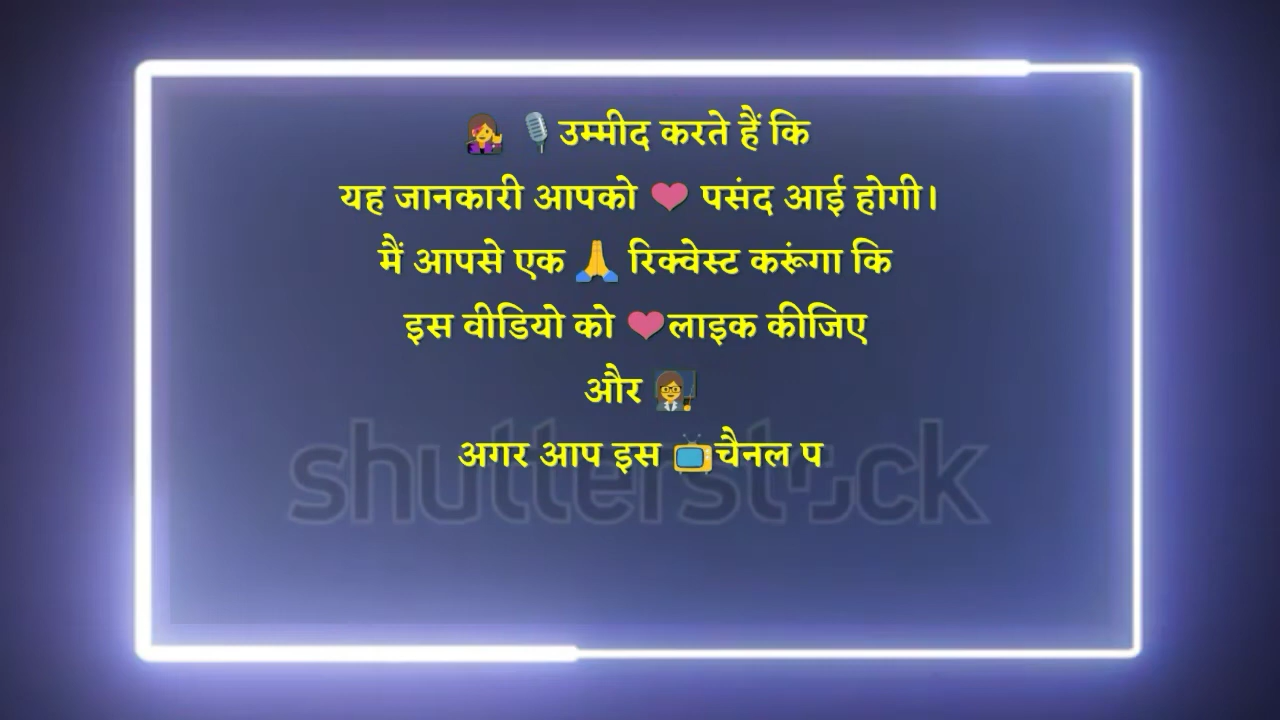 👩‍🎤 🎙️उम्मीद करते हैं कि
यह जानकारी आपको ❤️ पसंद आई होगी।
मैं आपसे एक 🙏 रिक्वेस्ट करूंगा कि
इस वीडियो को ❤️लाइक कीजिए
और 👩‍🏫
अगर आप इस 📺चैनल प
shutterstock